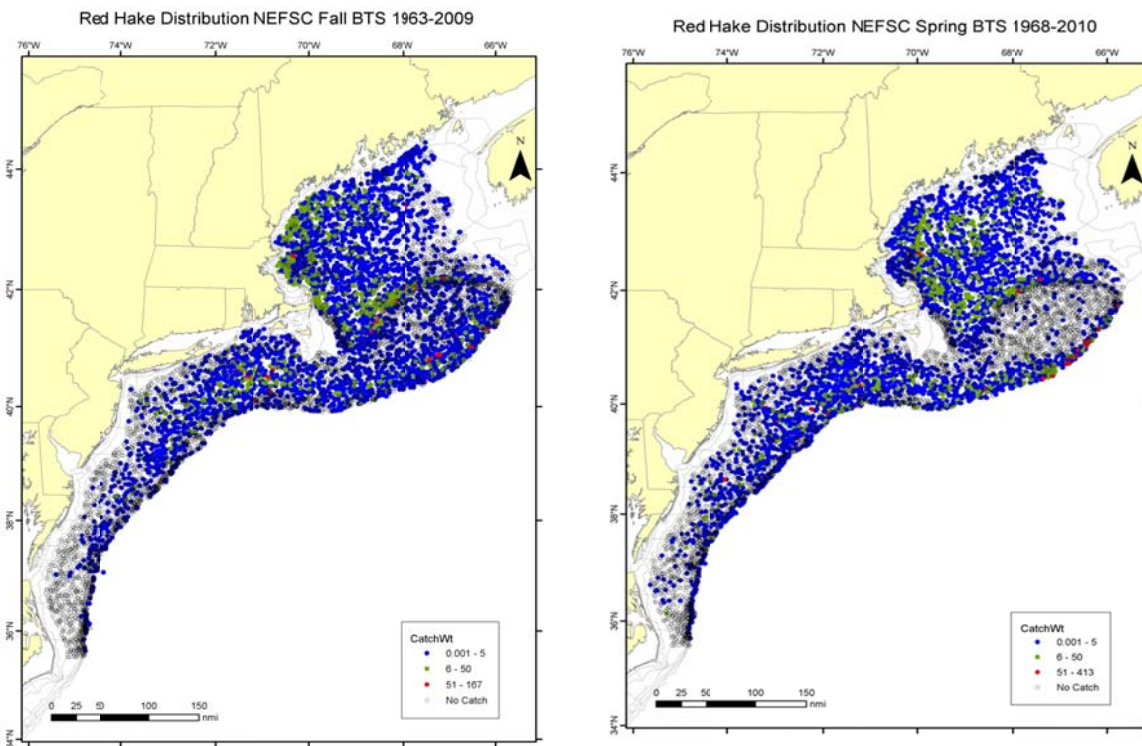 Red Hake Distribution NEFSC Fall BTS 1963-2009
76°W 74°W 72°W 70°W 68°W 66°W
44°N
42°N
40°N
38°N
36°N
34°N
N
CatchWt
0.001 - 5
6 - 50
51 - 167
No Catch
0 25 50 100 150
nmi
Red Hake Distribution NEFSC Spring BTS 1968-2010
76°W 74°W 72°W 70°W 68°W 66°W
44°N
42°N
40°N
38°N
36°N
34°N
N
CatchWt
0.001 - 5
6 - 50
51 - 413
No Catch
0 25 50 100 150
nmi